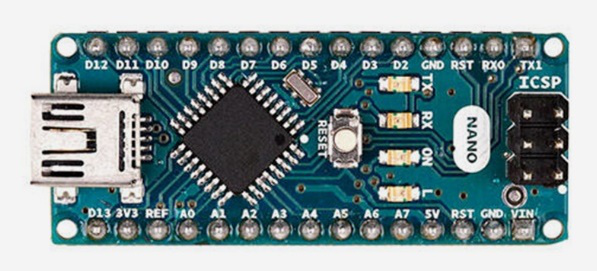 D12 D11 D10 D9 D8 D7 D6 D5 D4 D3 D2 GND RST RX0 TX1
TX
ICSP
RX
RESET
NANO
ON
L
D13 3V3 REF A0 A1 A2 A3 A4 A5 A6 A7 5V RST GND VIN